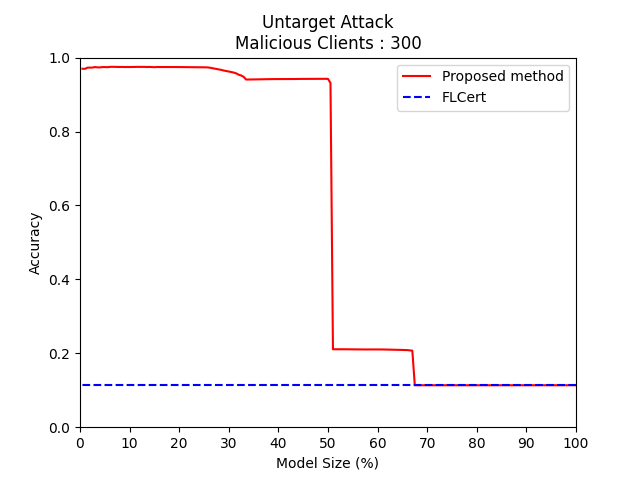 Untarget Attack
Malicious Clients : 300
Proposed method
FLCert
1.0
0.8
0.6
0.4
0.2
0.0
Accuracy
0 10 20 30 40 50 60 70 80 90 100
Model Size (%)